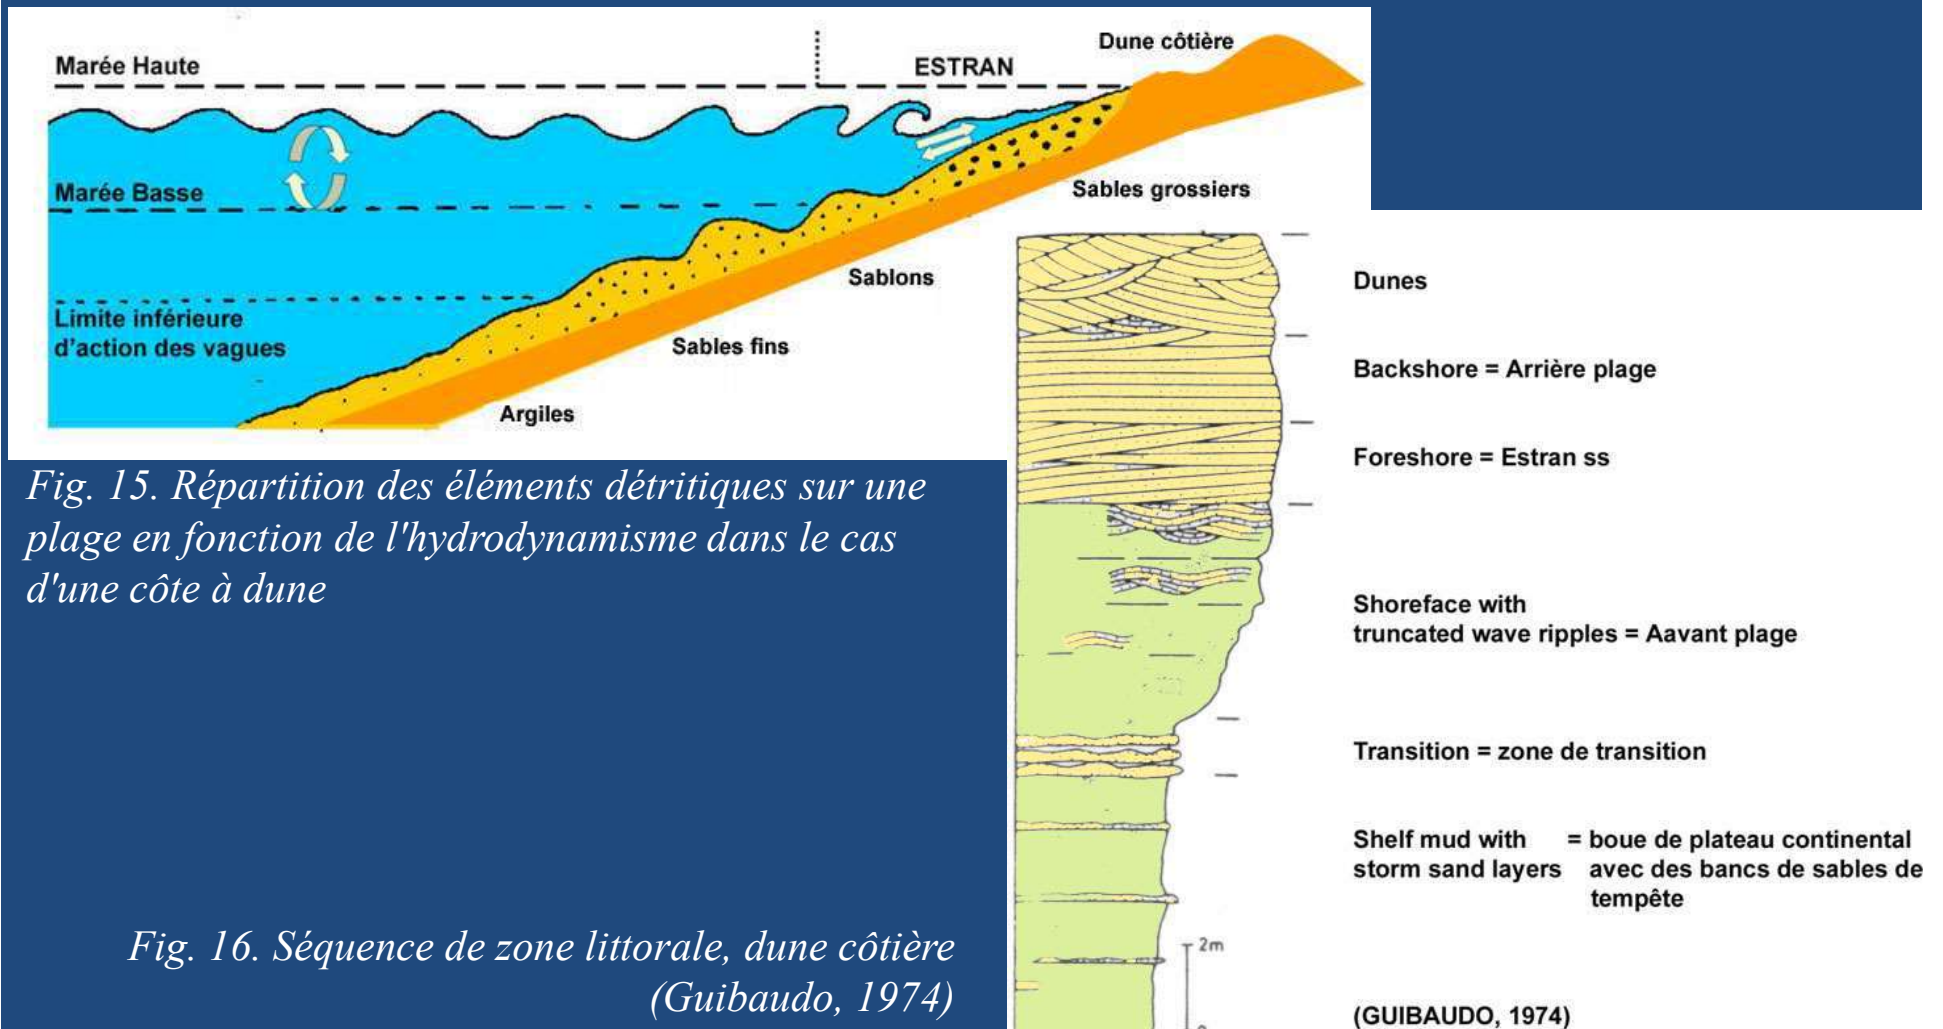 Marée Haute
ESTRAN
Dune côtière
Marée Basse
Sables grossiers
Sablons
Limite inférieure
d'action des vagues
Sables fins
Argiles
Fig. 15. Répartition des éléments détritiques sur une
plage en fonction de l'hydrodynamisme dans le cas
d'une côte à dune
Dunes
Backshore = Arrière plage
Foreshore = Estran ss
Shoreface with
truncated wave ripples = Aavant plage
Transition = zone de transition
Shelf mud with = boue de plateau continental
storm sand layers avec des bancs de sables de
tempête
2m
(GUIBAUDO, 1974)
Fig. 16. Séquence de zone littorale, dune côtière
(Guibaudo, 1974)